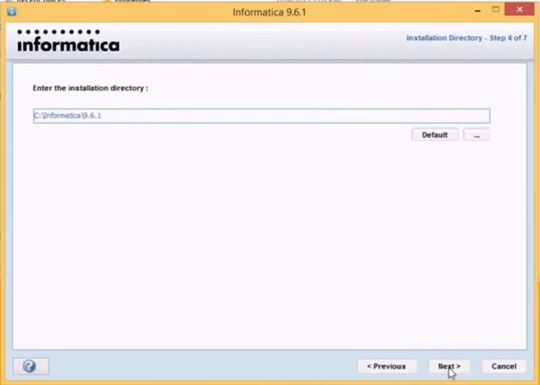 Informatica 9.6.1
informatica
Installation Directory - Step 4 of 7
Enter the installation directory :
C:\Informatica\9.6.1
Default
...
?
< Previous
Next >
Cancel